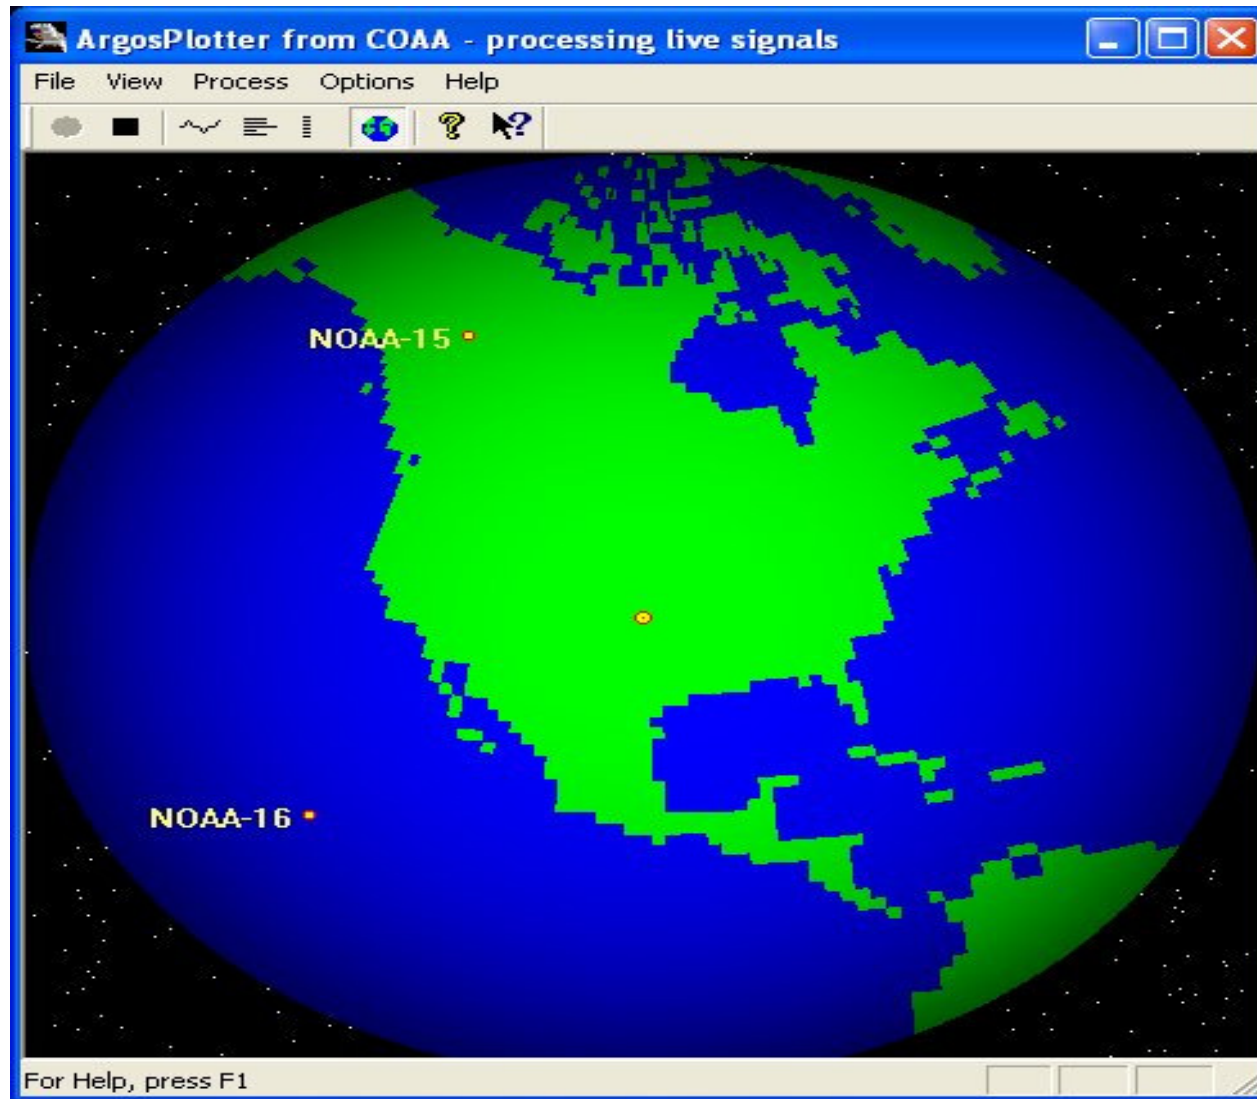 ArgosPlotter from COAA - processing live signals
File View Process Options Help
NOAA-15
NOAA-16
For Help, press F1